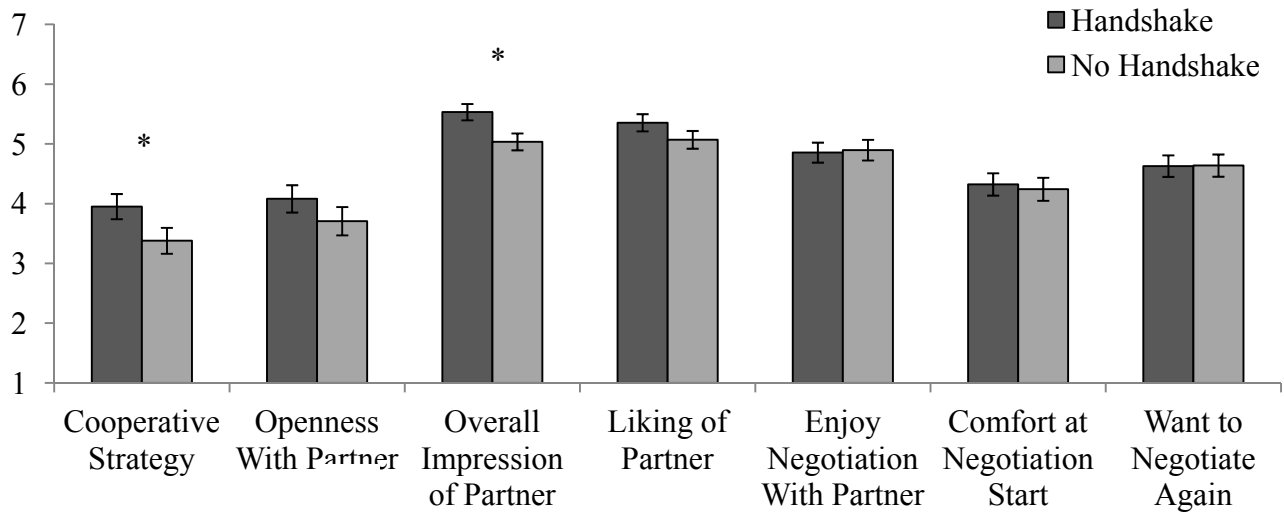 7
6
5
4
3
2
1
*
*
Handshake
No Handshake
Cooperative
Strategy
Openness
With Partner
Overall
Impression
of Partner
Liking of
Partner
Enjoy
Negotiation
With Partner
Comfort at
Negotiation
Start
Want to
Negotiate
Again